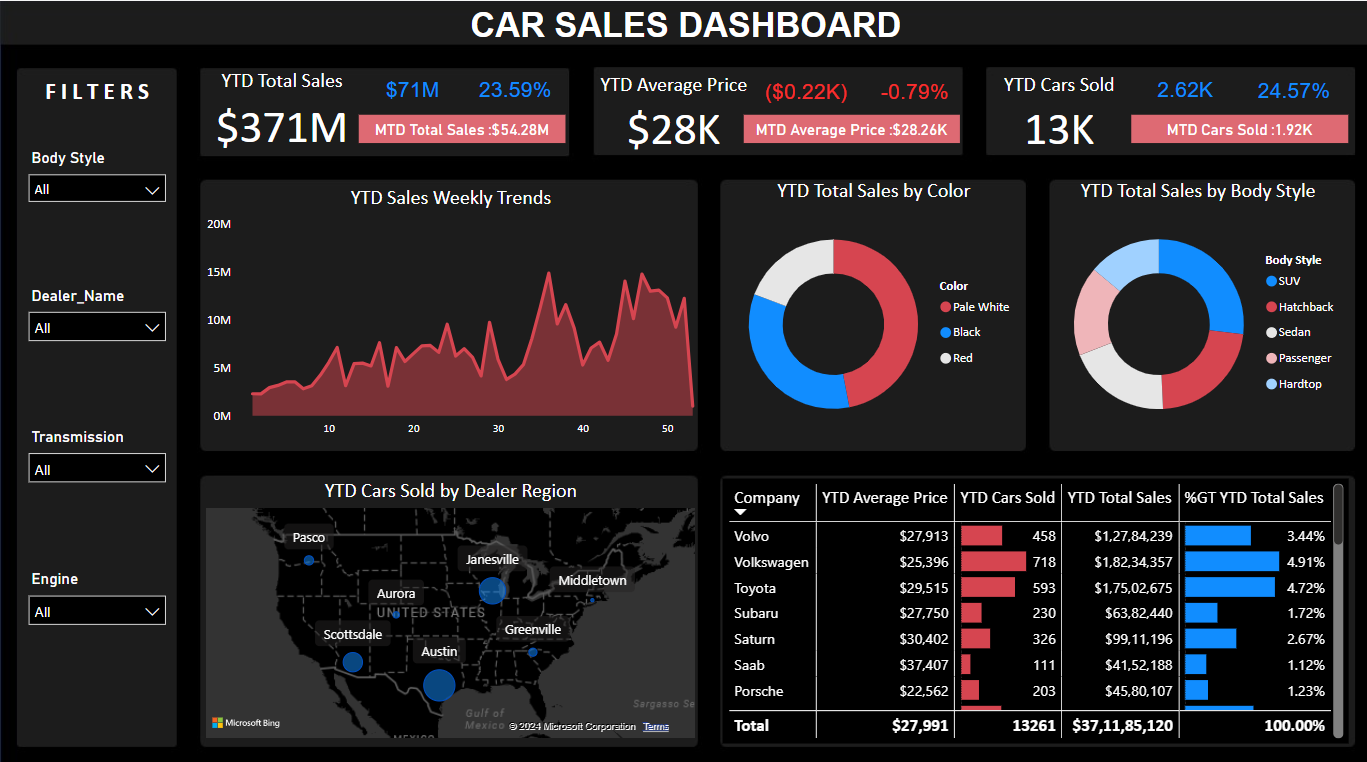 CAR SALES DASHBOARD
FILTERS
Body Style
All
Dealer_Name
All
Transmission
All
Engine
All
YTD Total Sales
$71M 23.59%
$371M
MTD Total Sales :$54.28M
YTD Average Price
($0.22K) -0.79%
$28K
MTD Average Price :$28.26K
YTD Cars Sold
2.62K 24.57%
13K
MTD Cars Sold :1.92K
YTD Sales Weekly Trends
20M
15M
10M
5M
0M
10 20 30 40 50
YTD Total Sales by Color
Color
Pale White
Black
Red
YTD Total Sales by Body Style
Body Style
SUV
Hatchback
Sedan
Passenger
Hardtop
YTD Cars Sold by Dealer Region
Pasco
Janesville
Middletown
Aurora
UNITED STATES
Scottsdale
Greenville
Austin
Sargasso Se
Gulf of
Mexico
MEXICO
Microsoft Bing
© 2024 Microsoft Corporation Terms
Company YTD Average Price YTD Cars Sold YTD Total Sales %GT YTD Total Sales
Volvo $27,913 458 $1,27,84,239 3.44%
Volkswagen $25,396 718 $1,82,34,357 4.91%
Toyota $29,515 593 $1,75,02,675 4.72%
Subaru $27,750 230 $63,82,440 1.72%
Saturn $30,402 326 $99,11,196 2.67%
Saab $37,407 111 $41,52,188 1.12%
Porsche $22,562 203 $45,80,107 1.23%
Total $27,991 13261 $37,11,85,120 100.00%